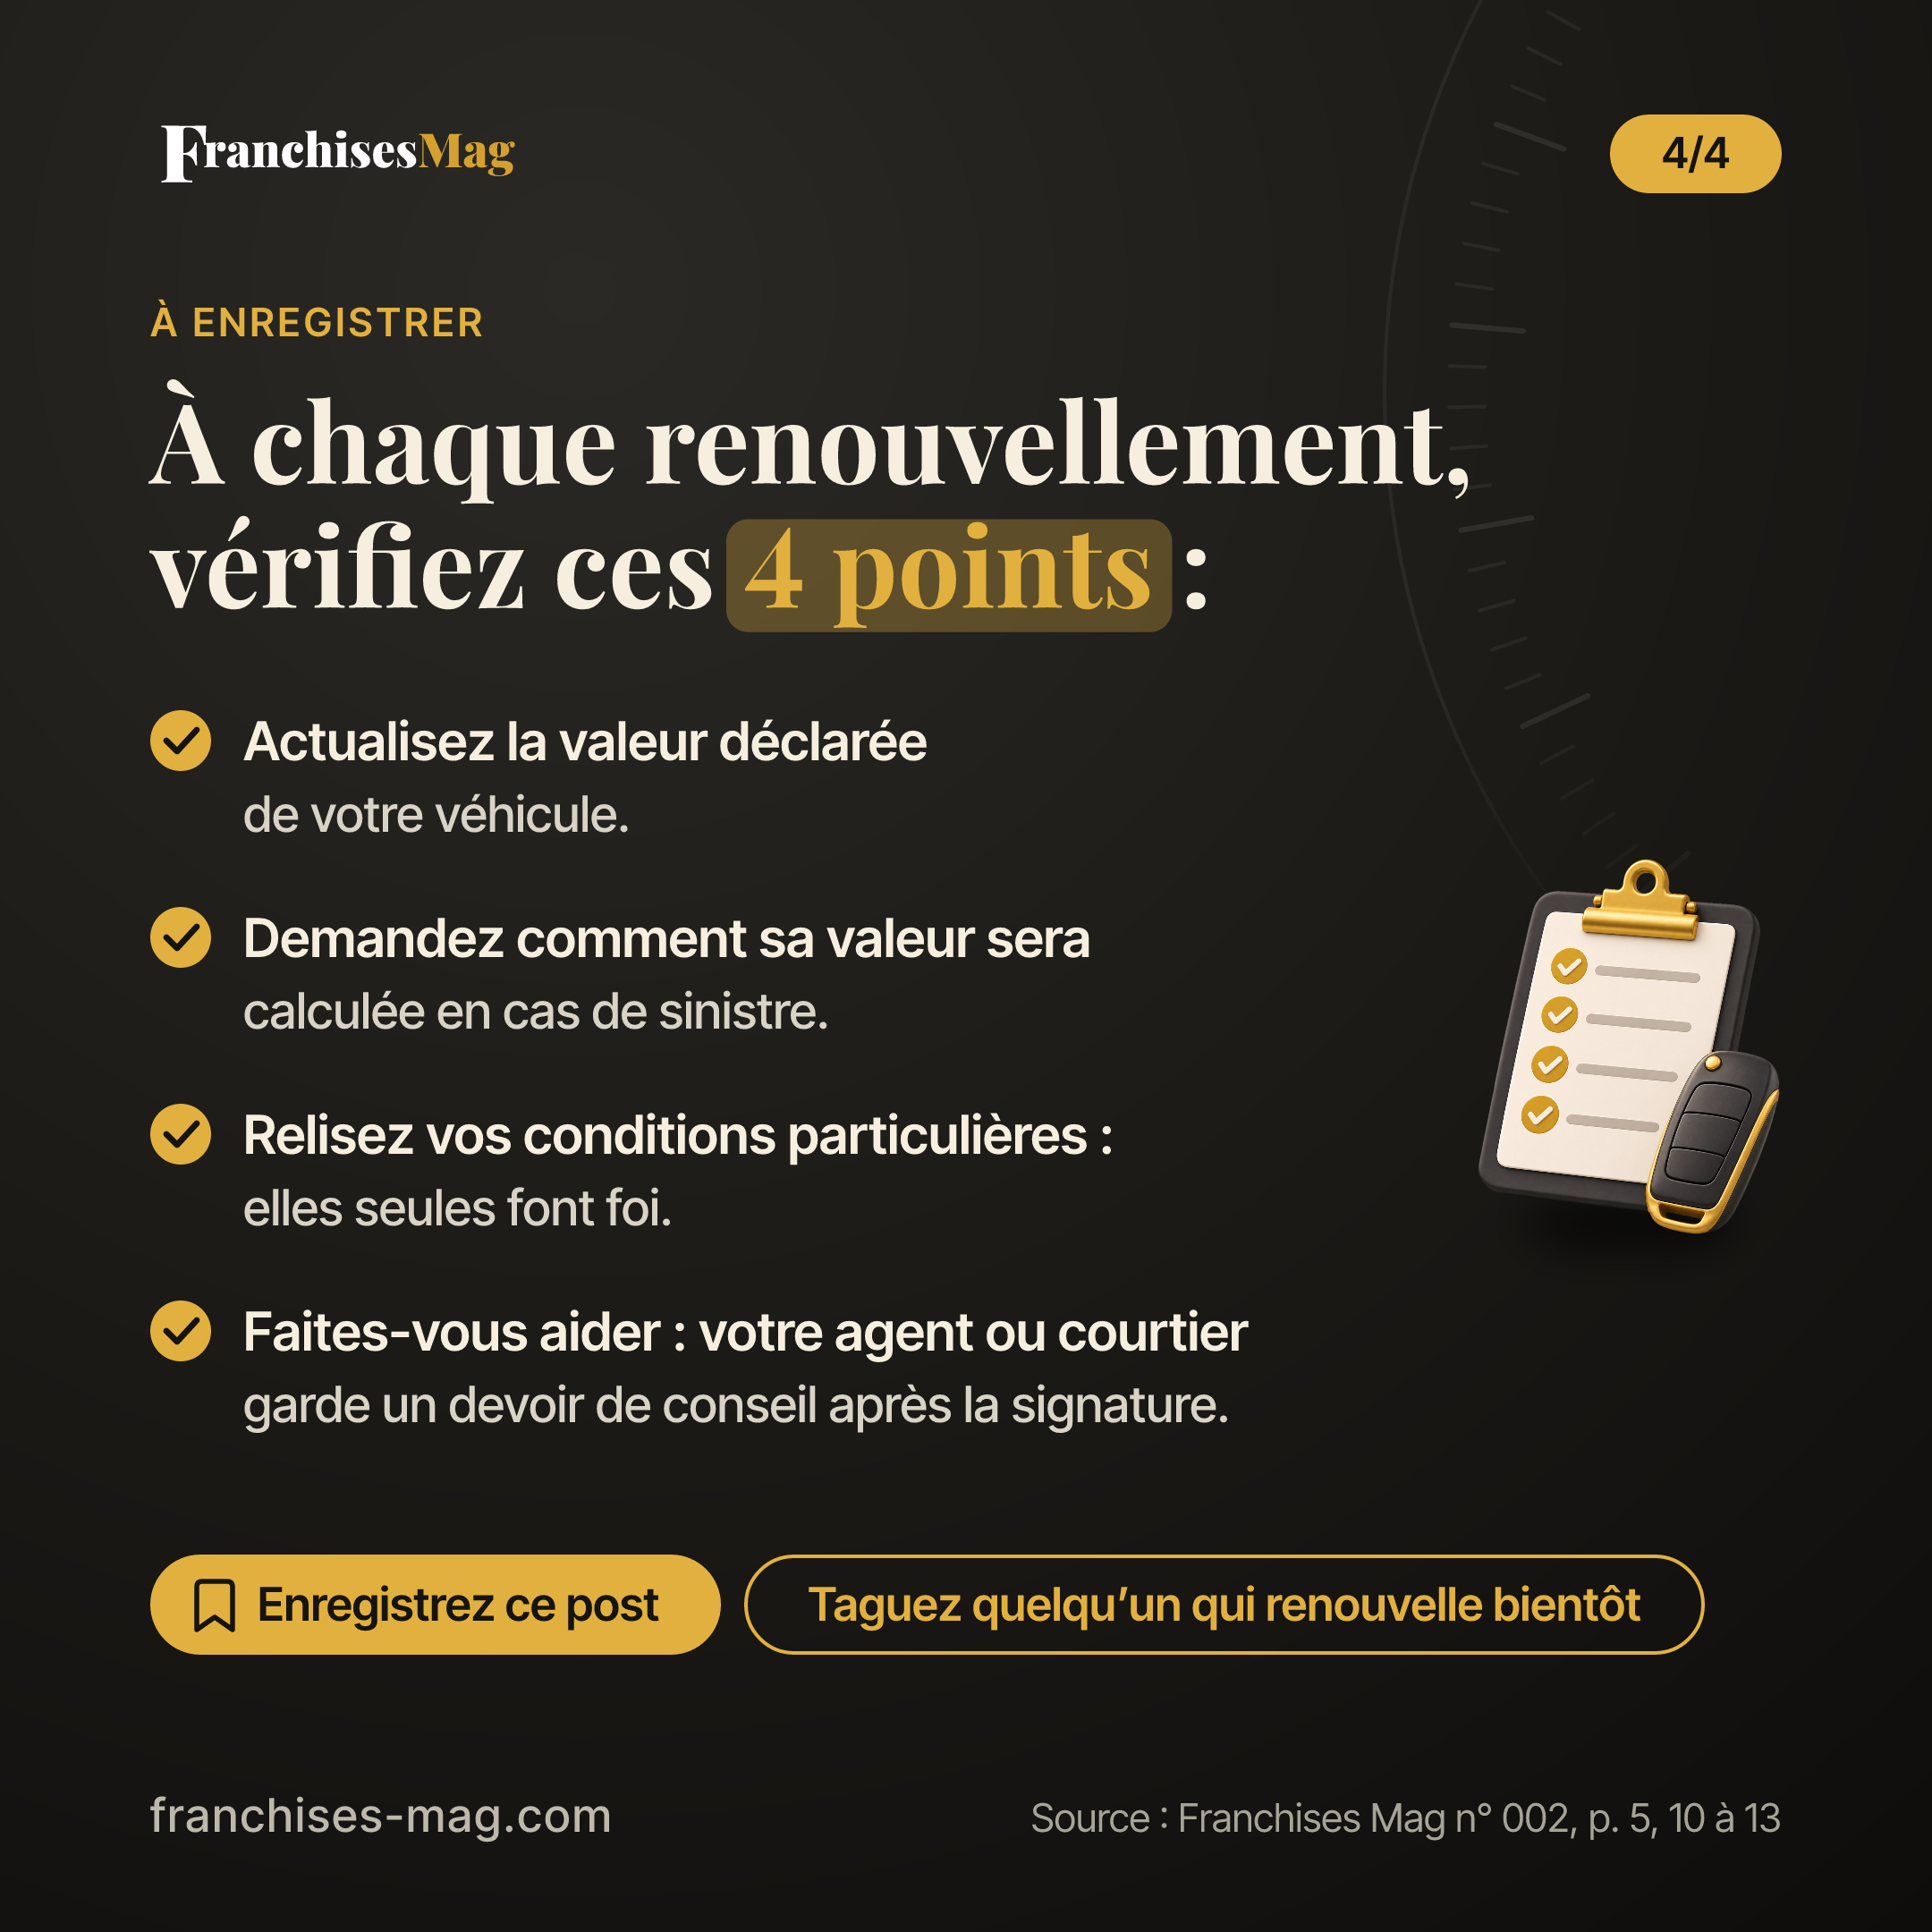 FranchisesMag
4/4
À ENREGISTRER
À chaque renouvellement,
vérifiez ces 4 points :
Actualisez la valeur déclarée
de votre véhicule.
Demandez comment sa valeur sera
calculée en cas de sinistre.
Relisez vos conditions particulières :
elles seules font foi.
Faites-vous aider : votre agent ou courtier
garde un devoir de conseil après la signature.
Enregistrez ce post
Taguez quelqu’un qui renouvelle bientôt
franchises-mag.com
Source : Franchises Mag n° 002, p. 5, 10 à 13